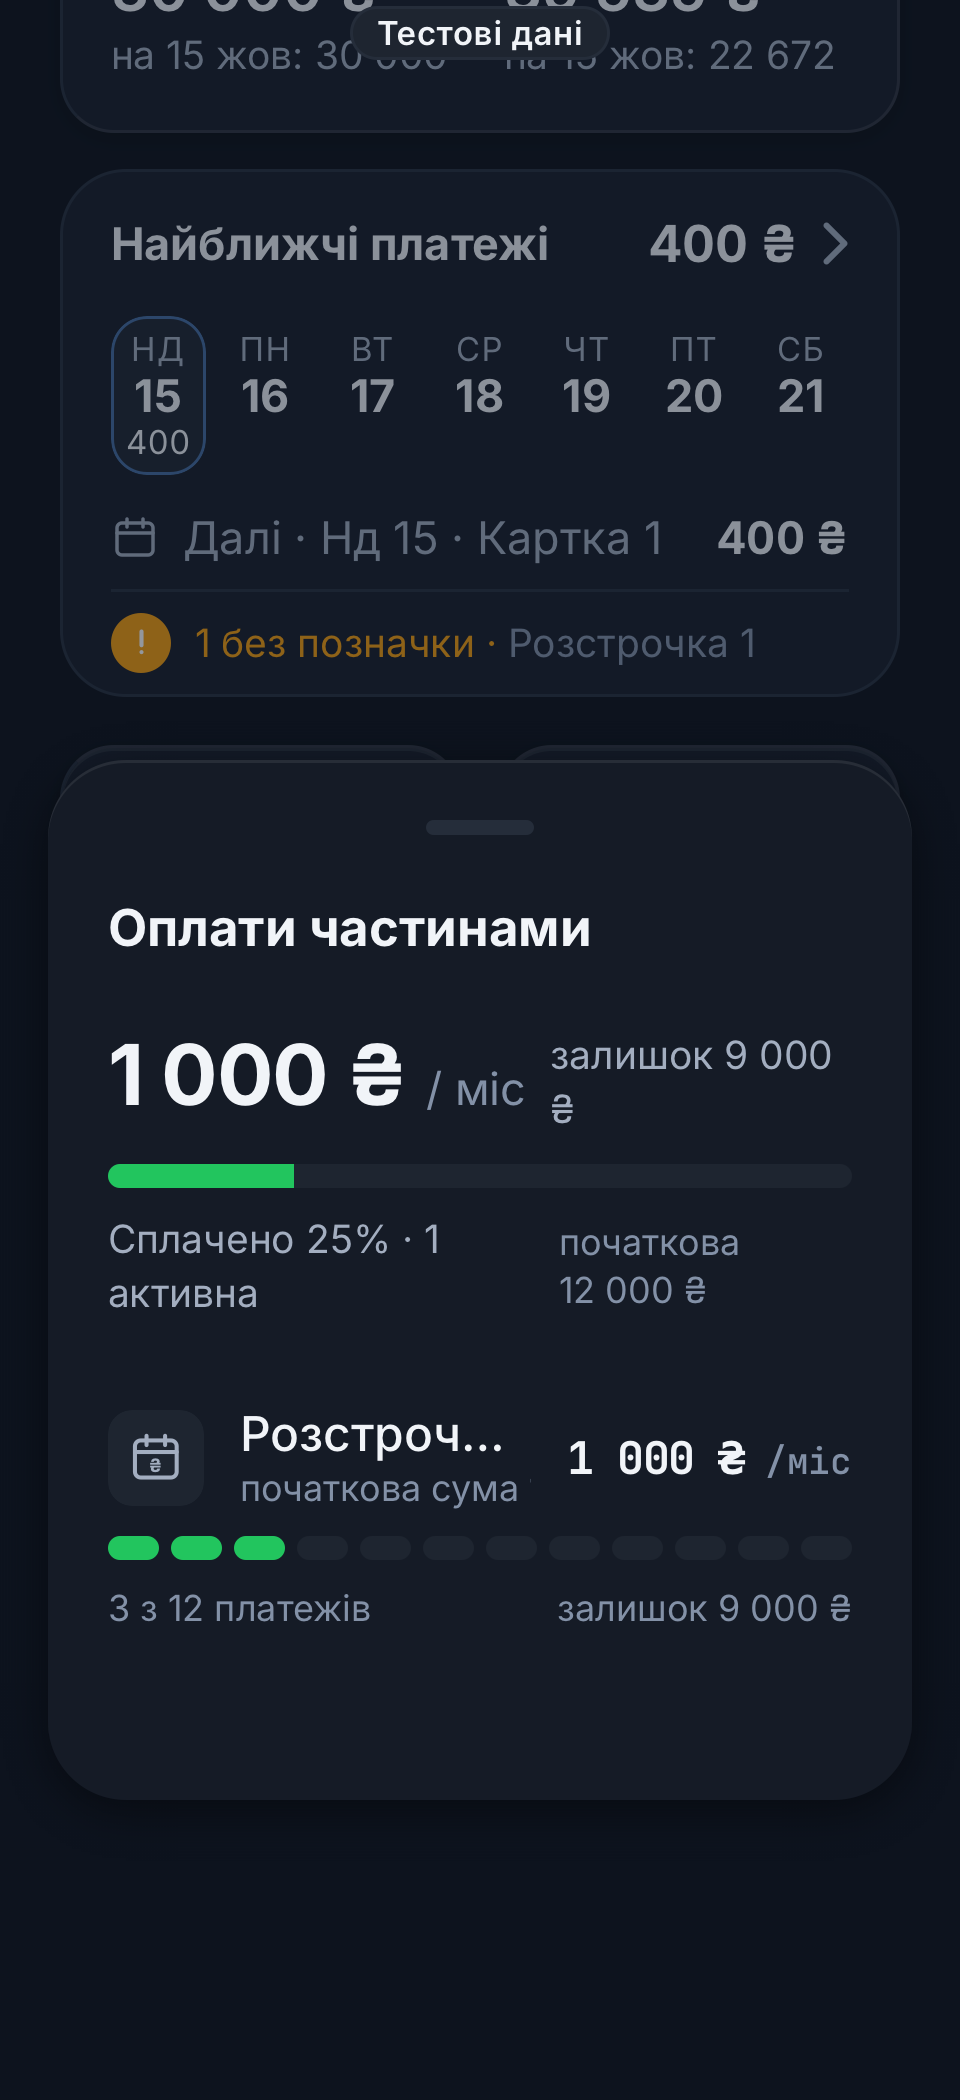 Тестові дані
на 15 жов: 30 000
на 15 жов: 22 672
Найближчі платежі 400 ₴
НД ПН ВТ СР ЧТ ПТ СБ
15 16 17 18 19 20 21
400
Далі · Нд 15 · Картка 1 400 ₴
! 1 без позначки · Розстрочка 1
Оплати частинами
1 000 ₴ / міс залишок 9 000
₴
Сплачено 25% · 1
активна
початкова
12 000 ₴
Розстроч... 1 000 ₴ /міс
початкова сума
3 з 12 платежів залишок 9 000 ₴